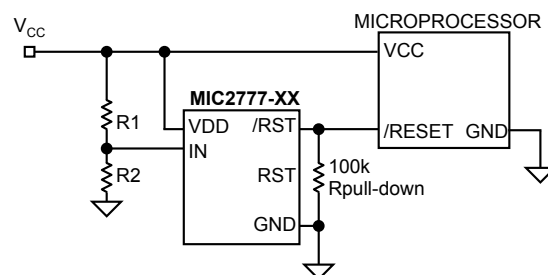 MICROPROCESSOR
VCC
VCC
MIC2777-XX
R1
VDD
/RST
/RESET
GND
IN
R2
RST
100k
Rpull-down
GND